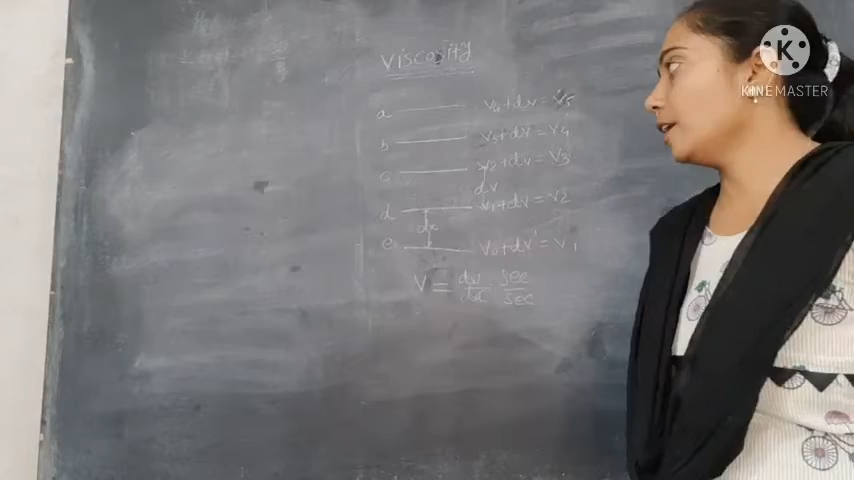 K
KINEMASTER
Viscosity
a v4+dv = v5
b v3+dv = v4
c v2+dv = v3
dv
d v1+dv = v2
dx
e v0+dv = v1
V = dv/dx sec/sec